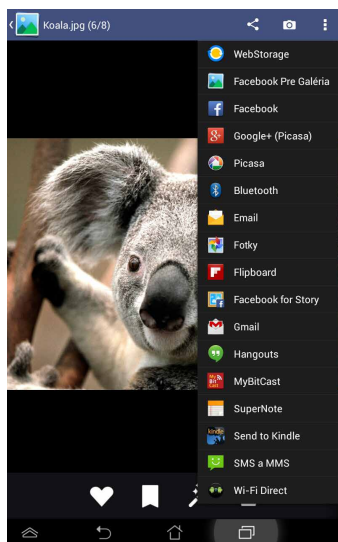 Koala.jpg (6/8)
WebStorage
Facebook Pre Galéria
Facebook
Google+ (Picasa)
Picasa
Bluetooth
Email
Fotky
Flipboard
Facebook for Story
Gmail
Hangouts
MyBitCast
SuperNote
Send to Kindle
SMS a MMS
Wi-Fi Direct